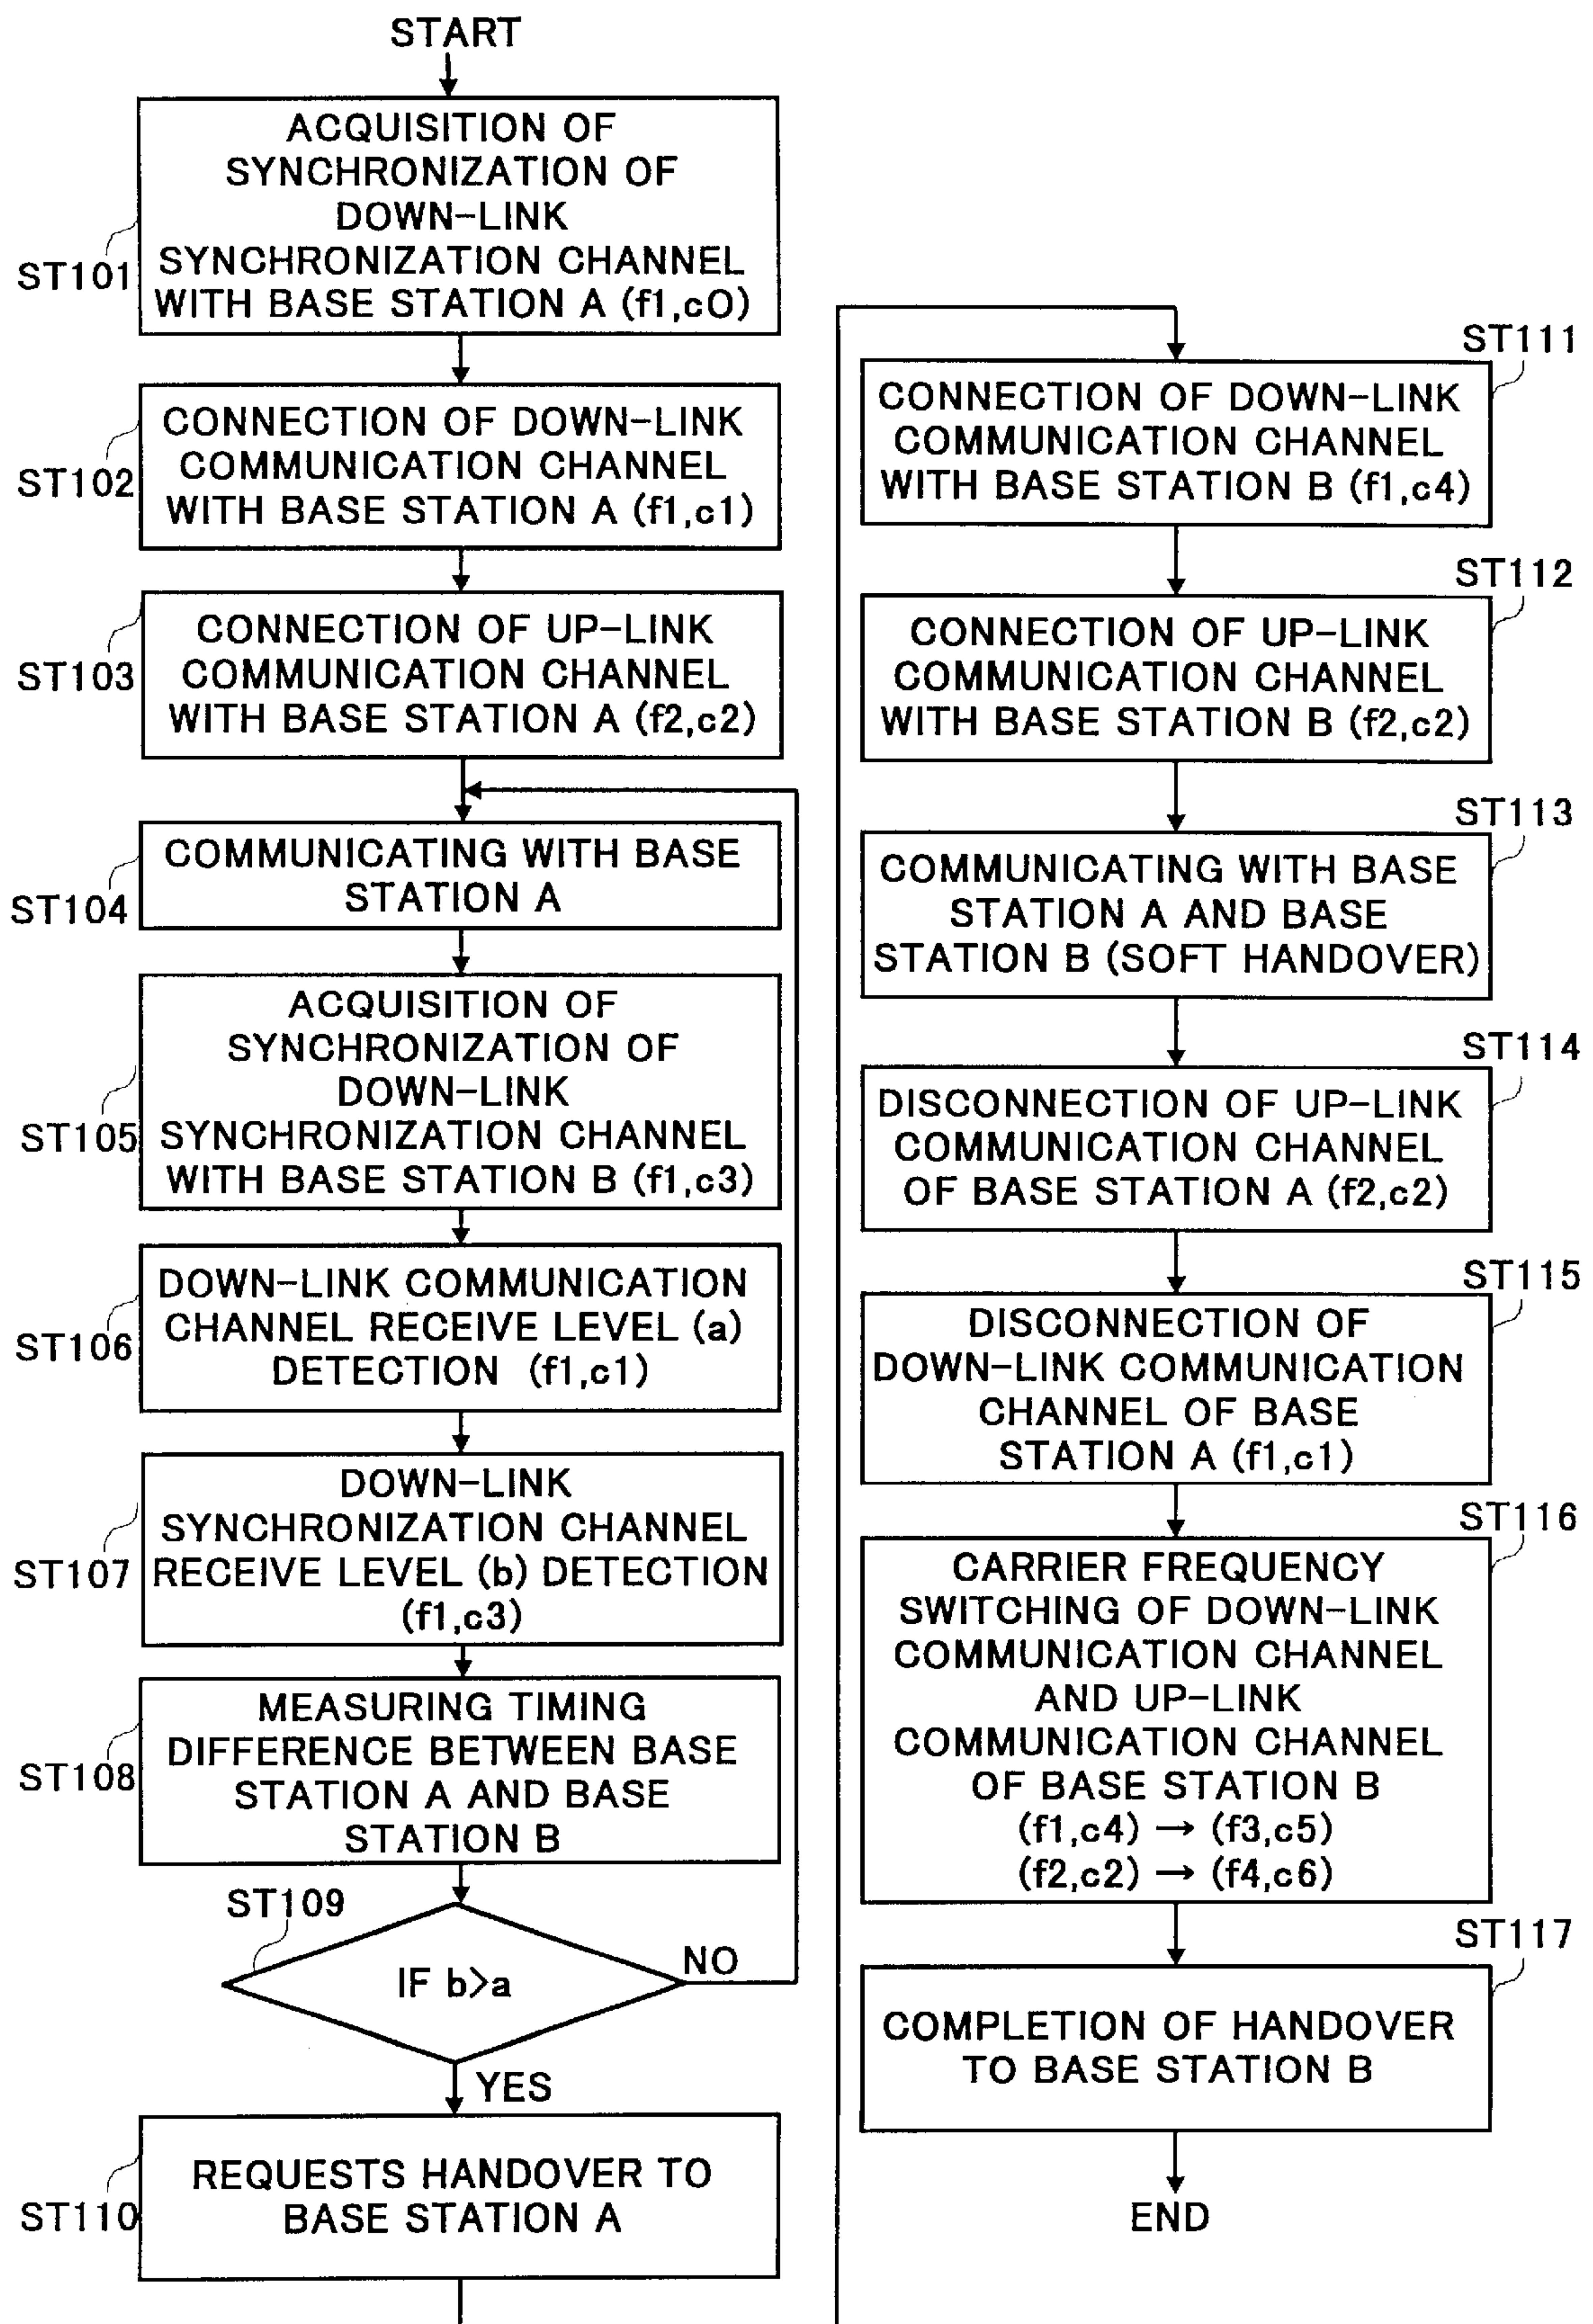 START
ACQUISITION OF
SYNCHRONIZATION OF
DOWN-LINK
SYNCHRONIZATION CHANNEL
WITH BASE STATION A (f1,c0)
ST101
CONNECTION OF DOWN-LINK
COMMUNICATION CHANNEL
WITH BASE STATION A (f1,c1)
ST102
CONNECTION OF UP-LINK
COMMUNICATION CHANNEL
WITH BASE STATION A (f2,c2)
ST103
COMMUNICATING WITH BASE
STATION A
ST104
ACQUISITION OF
SYNCHRONIZATION OF
DOWN-LINK
SYNCHRONIZATION CHANNEL
WITH BASE STATION B (f1,c3)
ST105
DOWN-LINK COMMUNICATION
CHANNEL RECEIVE LEVEL (a)
DETECTION (f1,c1)
ST106
DOWN-LINK
SYNCHRONIZATION CHANNEL
RECEIVE LEVEL (b) DETECTION
(f1,c3)
ST107
MEASURING TIMING
DIFFERENCE BETWEEN BASE
STATION A AND BASE
STATION B
ST108
ST109
IF b>a
NO
YES
REQUESTS HANDOVER TO
BASE STATION A
ST110
ST111
CONNECTION OF DOWN-LINK
COMMUNICATION CHANNEL
WITH BASE STATION B (f1,c4)
ST112
CONNECTION OF UP-LINK
COMMUNICATION CHANNEL
WITH BASE STATION B (f2,c2)
ST113
COMMUNICATING WITH BASE
STATION A AND BASE
STATION B (SOFT HANDOVER)
ST114
DISCONNECTION OF UP-LINK
COMMUNICATION CHANNEL
OF BASE STATION A (f2,c2)
ST115
DISCONNECTION OF
DOWN-LINK COMMUNICATION
CHANNEL OF BASE
STATION A (f1,c1)
ST116
CARRIER FREQUENCY
SWITCHING OF DOWN-LINK
COMMUNICATION CHANNEL
AND UP-LINK
COMMUNICATION CHANNEL
OF BASE STATION B
(f1,c4) → (f3,c5)
(f2,c2) → (f4,c6)
ST117
COMPLETION OF HANDOVER
TO BASE STATION B
END